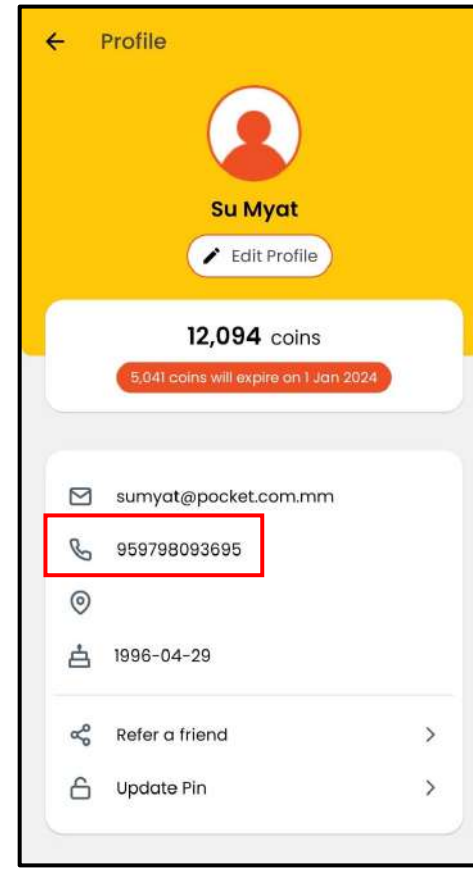 Profile
Su Myat
Edit Profile
12,094 coins
5,041 coins will expire on 1 Jan 2024
sumyat@pocket.com.mm
959798093695
1996-04-29
Refer a friend
Update Pin